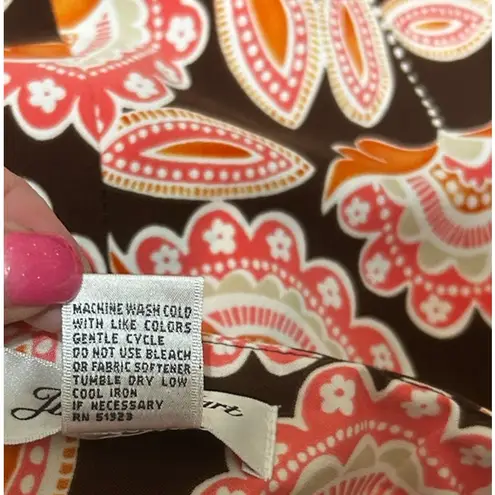 MACHINE WASH COLD
WITH LIKE COLORS
GENTLE CYCLE
DO NOT USE BLEACH
OR FABRIC SOFTENER
TUMBLE DRY LOW
COOL IRON
IF NECESSARY
RN 51923